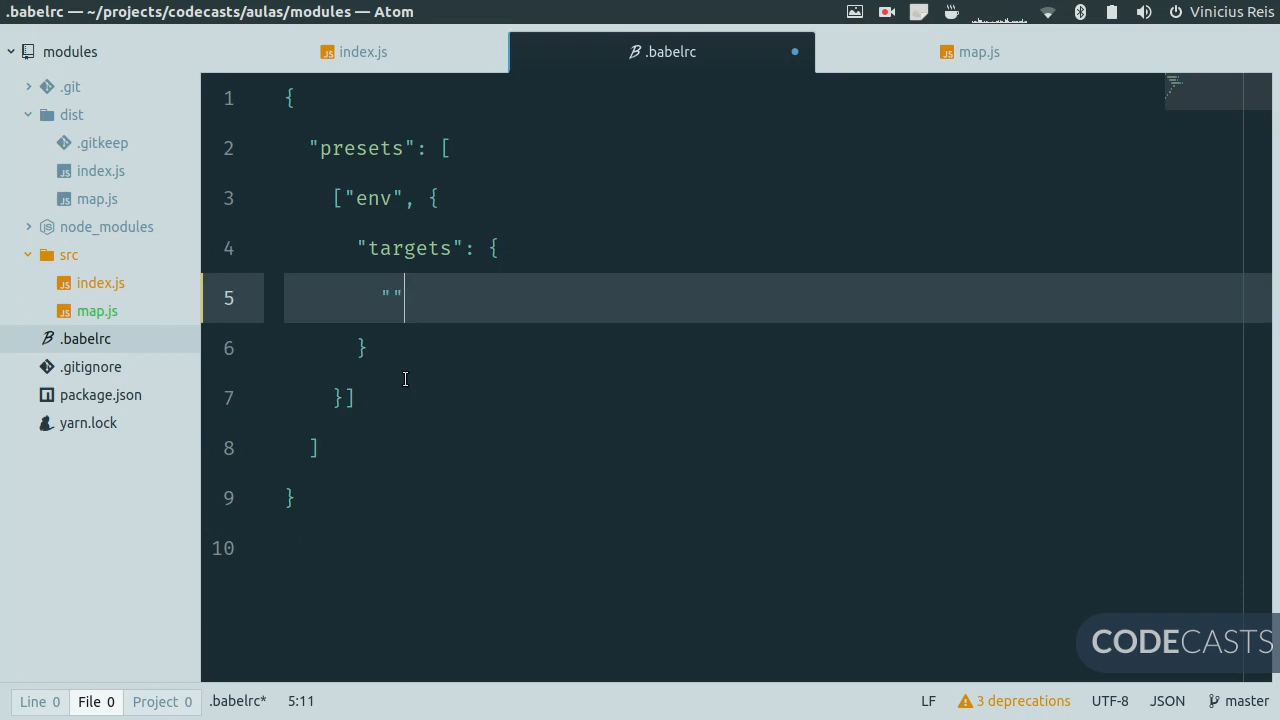 .babelrc — ~/projects/codecasts/aulas/modules — Atom
Vinicius Reis
modules
index.js
.babelrc
map.js
.git
dist
.gitkeep
index.js
map.js
node_modules
src
index.js
map.js
.babelrc
.gitignore
package.json
yarn.lock
1 {
2 "presets": [
3 ["env", {
4 "targets": {
5 ""
6 }
7 }]
8 ]
9 }
10
CODECASTS
Line 0 File 0 Project 0 .babelrc* 5:11
LF 3 deprecations UTF-8 JSON master